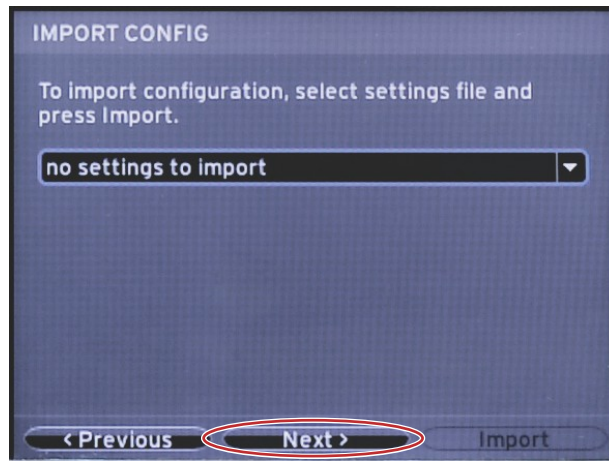 IMPORT CONFIG
To import configuration, select settings file and
press Import.
no settings to import
< Previous
Next >
Import